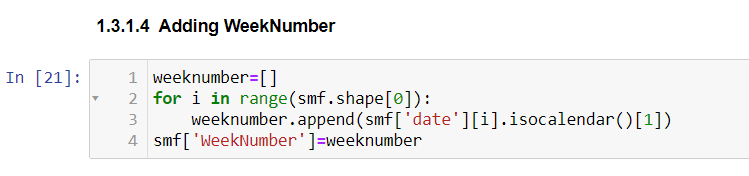 1.3.1.4 Adding WeekNumber
In [21]:
1 weeknumber=[]
2 for i in range(smf.shape[0]):
3     weeknumber.append(smf['date'][i].isocalendar()[1])
4 smf['WeekNumber']=weeknumber